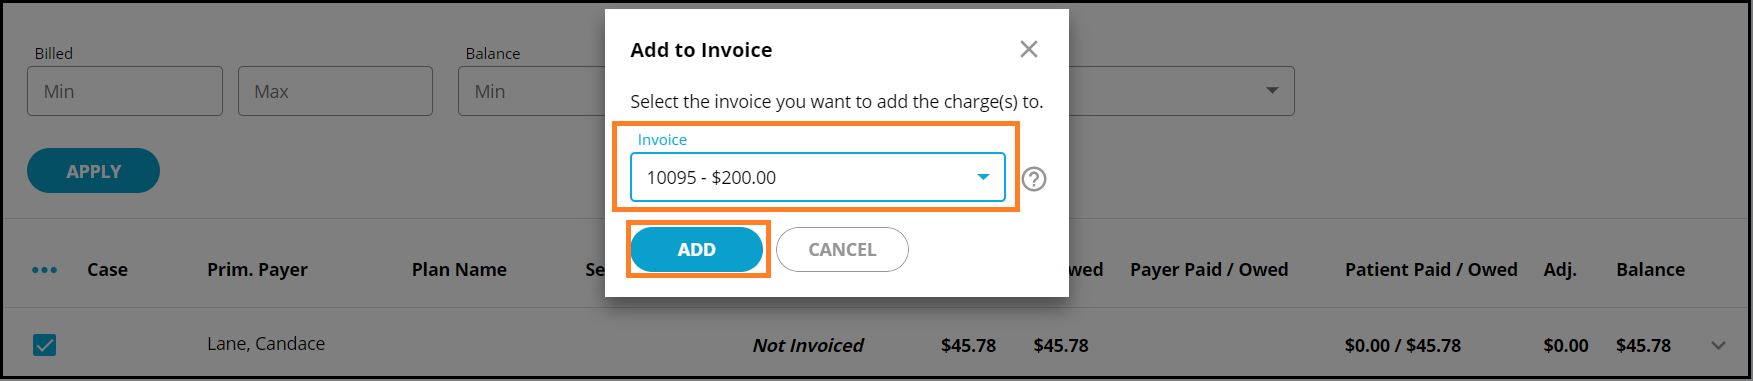 Add to Invoice
Billed
Balance
Min
Max
Min
Select the invoice you want to add the charge(s) to.
Invoice
10095 - $200.00
APPLY
ADD
CANCEL
Case Prim. Payer Plan Name Se wed Payer Paid / Owed Patient Paid / Owed Adj. Balance
Lane, Candace Not Invoiced $45.78 $45.78 $0.00 / $45.78 $0.00 $45.78